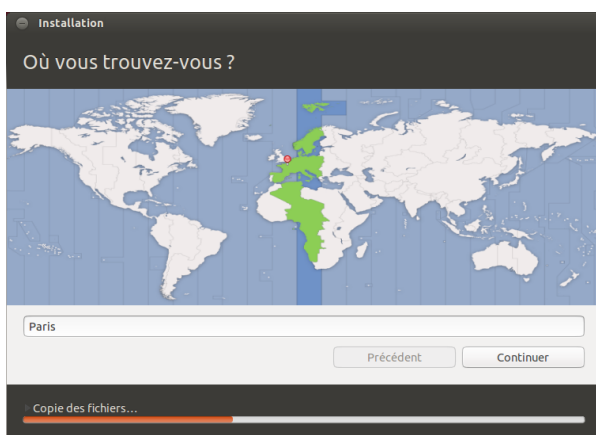 Installation
Où vous trouvez-vous ?
Paris
Précédent
Continuer
Copie des fichiers…